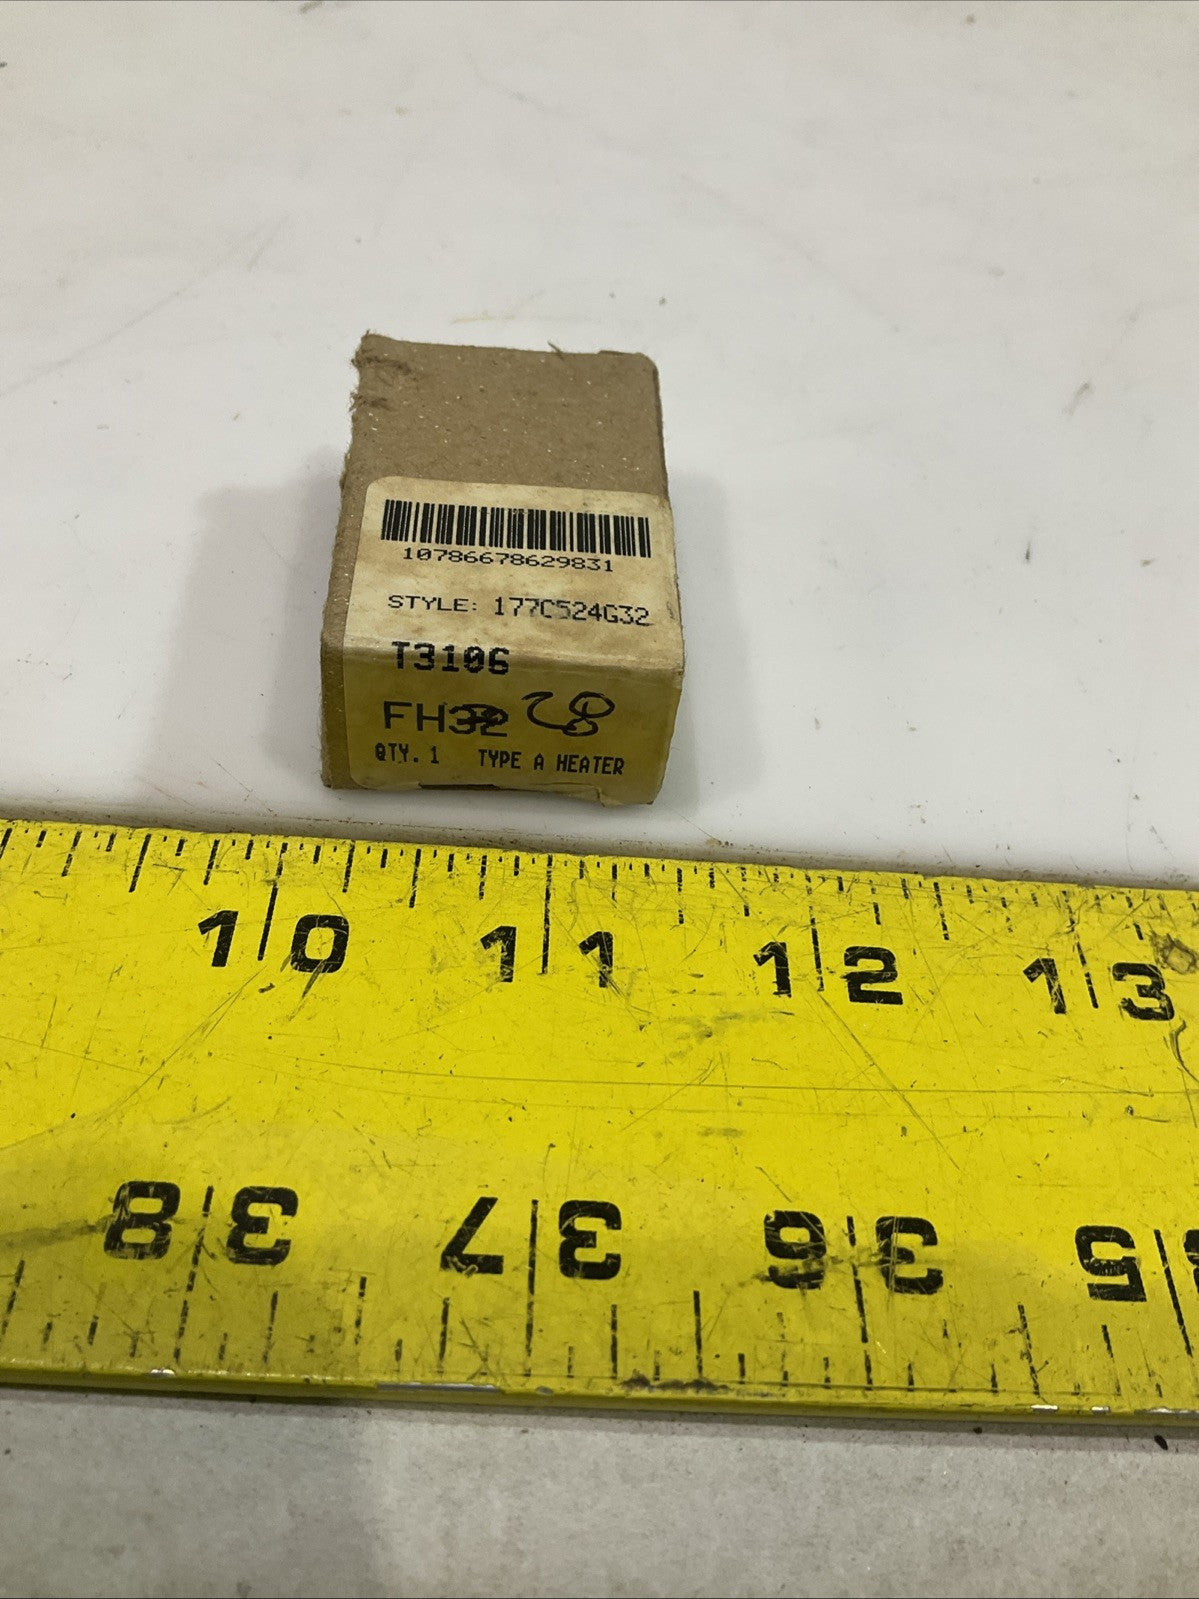 10786678629831
STYLE: 177C524G32
T3106
FH32 28
QTY. 1 TYPE A HEATER
10 11 12 13
38 37 36 35